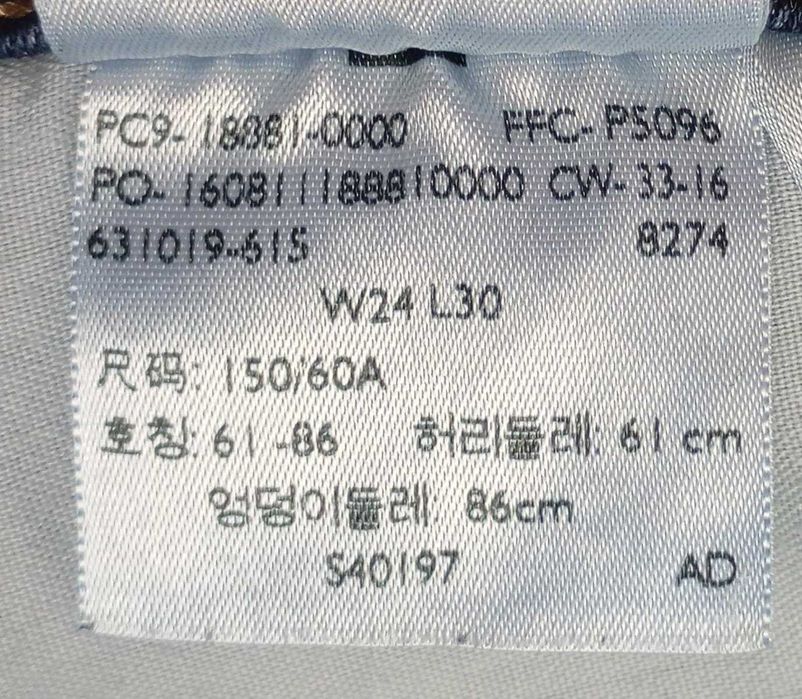 PC9-18881-0000 FFC-P5096
PO-160811188810000 CW-33-16
631019-615 8274
W24 L30
尺码: 150/60A
호칭: 61-86 허리둘레: 61 cm
엉덩이둘레: 86cm
S40197 AD